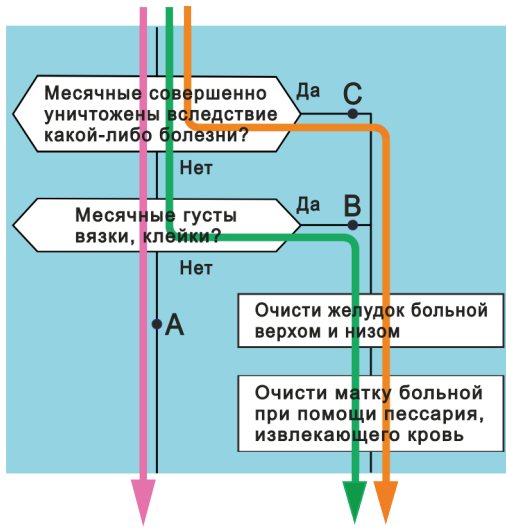 Месячные совершенно
уничтожены вследствие
какой-либо болезни?
Да
C
Нет
Месячные густы
вязки, клейки?
Да
B
Нет
A
Очисти желудок больной
верхом и низом
Очисти матку больной
при помощи пессария,
извлекающего кровь